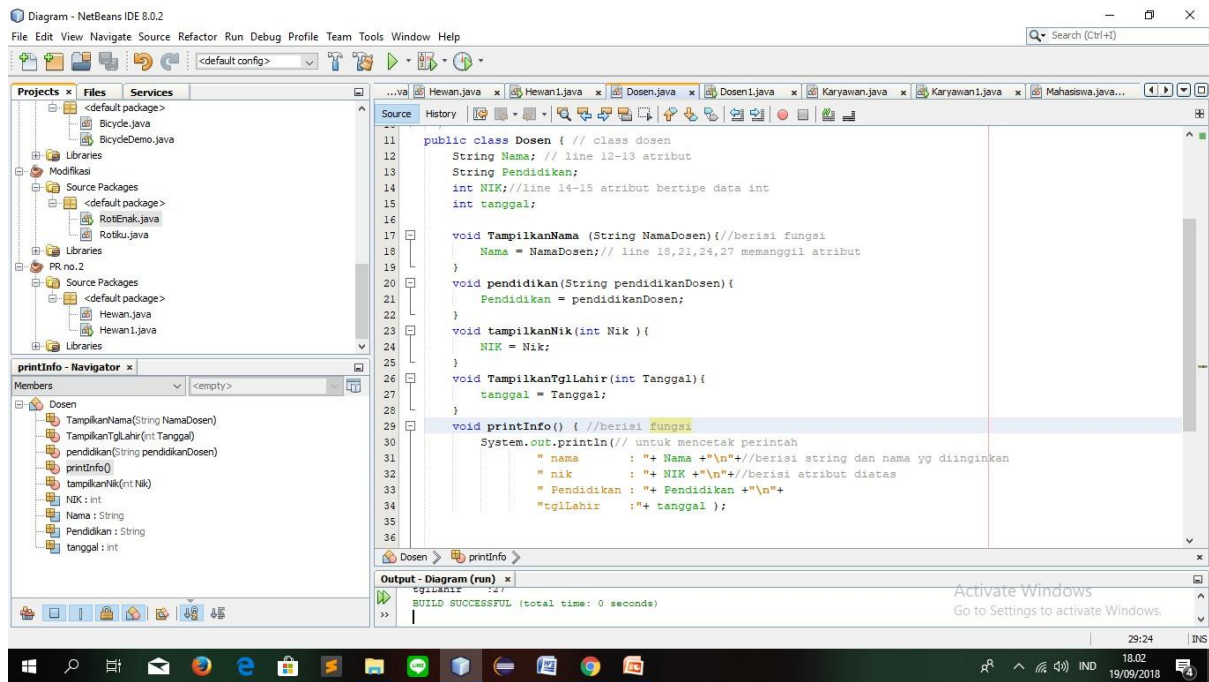 Diagram - NetBeans IDE 8.0.2
File Edit View Navigate Source Refactor Run Debug Profile Team Tools Window Help
Search (Ctrl+I)
<default config>
Projects Files Services
<default package>
Bicycle.java
BicycleDemo.java
Libraries
Modifikasi
Source Packages
<default package>
RotiEnak.java
Rotiku.java
Libraries
PR no.2
Source Packages
<default package>
Hewan.java
Hewan1.java
Libraries
printInfo - Navigator
Members
<empty>
Dosen
TampilkanNama(String NamaDosen)
TampilkanTglLahir(int Tanggal)
pendidikan(String pendidikanDosen)
printInfo()
tampilkanNik(int Nik)
NIK : int
Nama : String
Pendidikan : String
tanggal : int
...va Hewan.java Hewan1.java Dosen.java Dosen1.java Karyawan.java Karyawan1.java Mahasiswa.java...
Source History
11 public class Dosen { // class dosen
12 String Nama; // line 12-13 atribut
13 String Pendidikan;
14 int NIK;//line 14-15 atribut bertipe data int
15 int tanggal;
16
17 void TampilkanNama (String NamaDosen){//berisi fungsi
18 Nama = NamaDosen;// line 18,21,24,27 memanggil atribut
19 }
20 void pendidikan(String pendidikanDosen){
21 Pendidikan = pendidikanDosen;
22 }
23 void tampilkanNik(int Nik ){
24 NIK = Nik;
25 }
26 void TampilkanTglLahir(int Tanggal){
27 tanggal = Tanggal;
28 }
29 void printInfo() { //berisi fungsi
30 System.out.println(// untuk mencetak perintah
31 " nama : "+ Nama +"\n"+//berisi string dan nama yg diinginkan
32 " nik : "+ NIK +"\n"+//berisi atribut diatas
33 " Pendidikan : "+ Pendidikan +"\n"+
34 "tglLahir :"+ tanggal );
35
36
Dosen printInfo
Output - Diagram (run)
tglLahir :27
BUILD SUCCESSFUL (total time: 0 seconds)
Activate Windows
Go to Settings to activate Windows.
29:24 INS
IND
18.02
19/09/2018
4